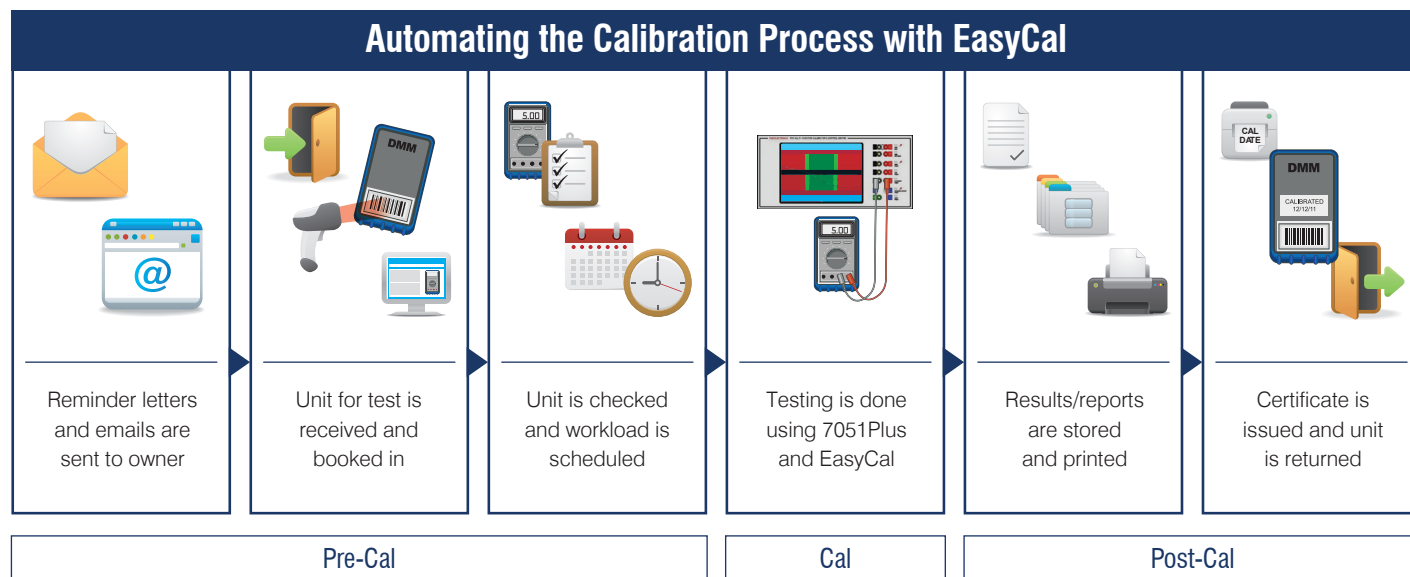 Automating the Calibration Process with EasyCal
@
DMM
5.00
5.00
CAL
DATE
DMM
CALIBRATED
12/12/11
Reminder letters
and emails are
sent to owner
Unit for test is
received and
booked in
Unit is checked
and workload is
scheduled
Testing is done
using 7051Plus
and EasyCal
Results/reports
are stored
and printed
Certificate is
issued and unit
is returned
Pre-Cal
Cal
Post-Cal